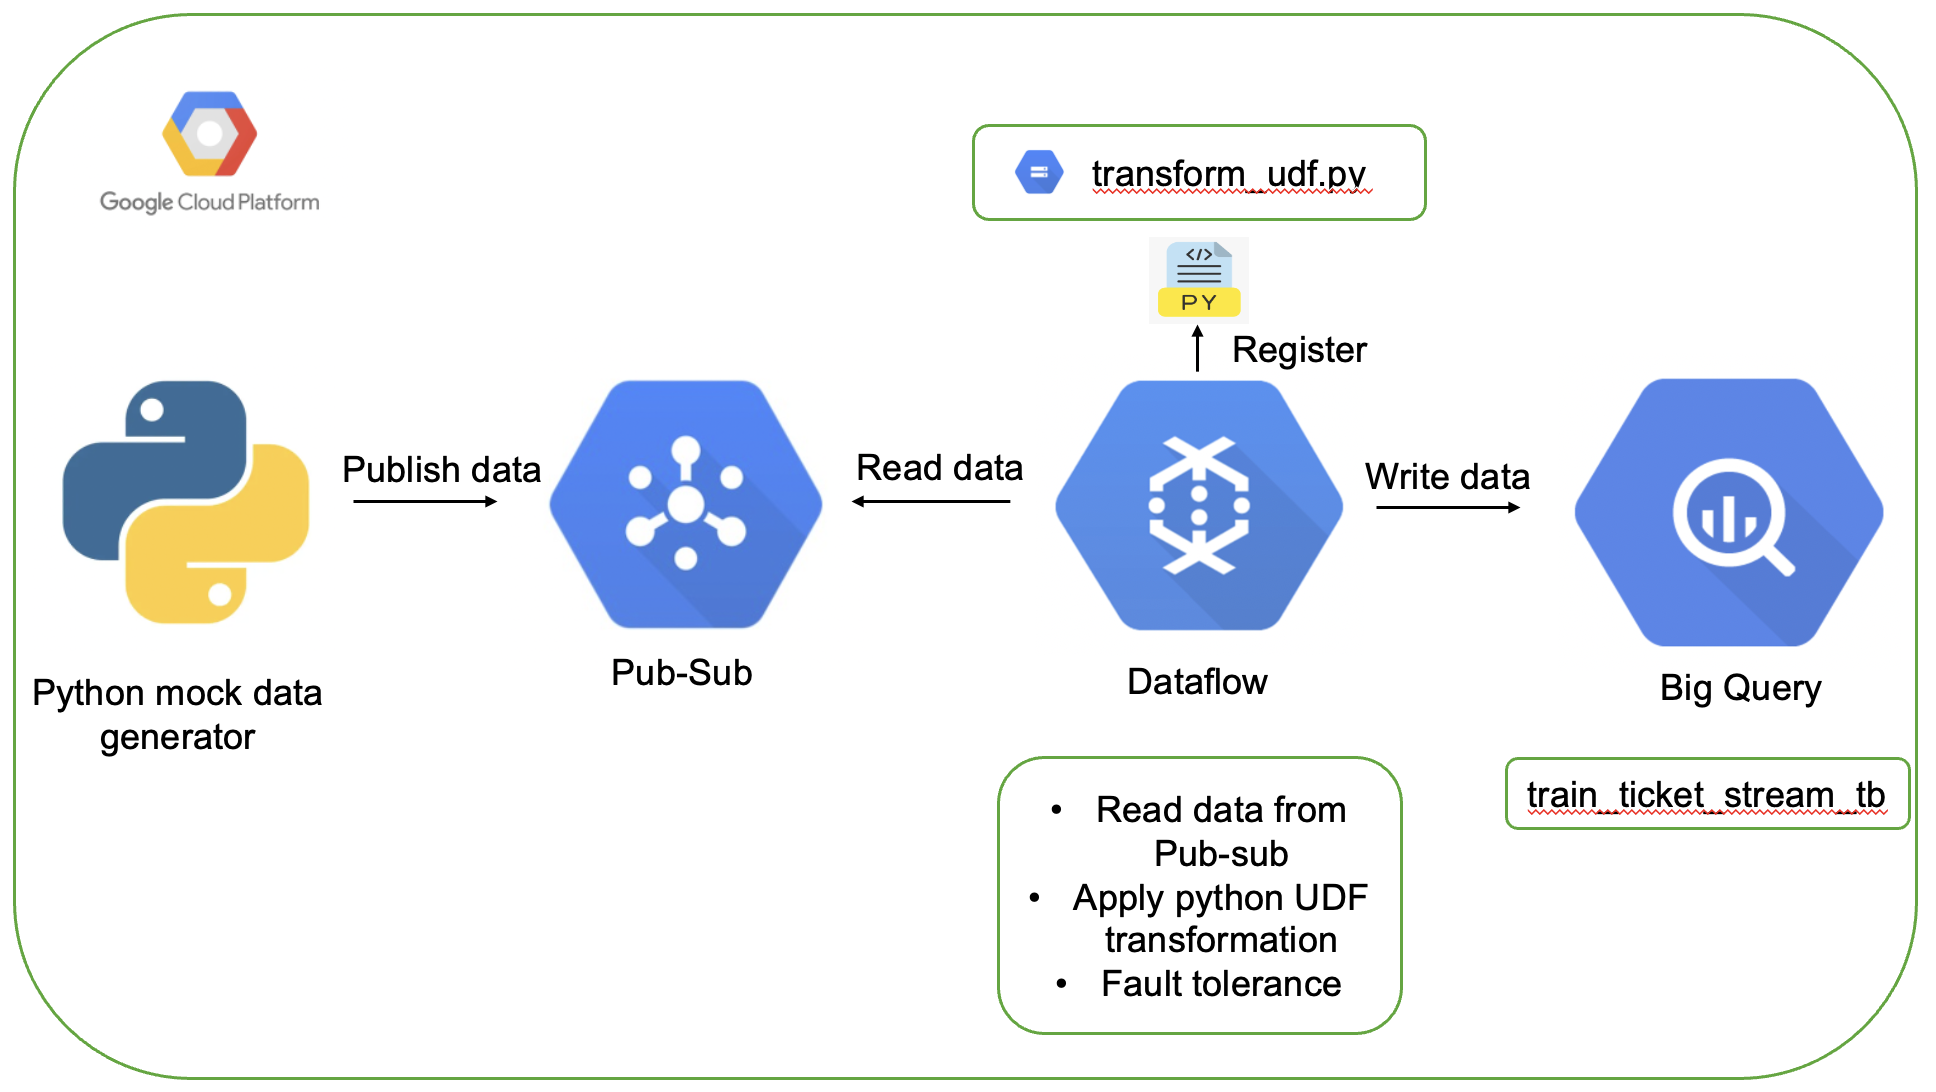 Google Cloud Platform
transform_udf.py
</>
PY
Register
Publish data
Read data
Write data
Python mock data
generator
Pub-Sub
Dataflow
Big Query
• Read data from
Pub-sub
• Apply python UDF
transformation
• Fault tolerance
train_ticket_stream_tb